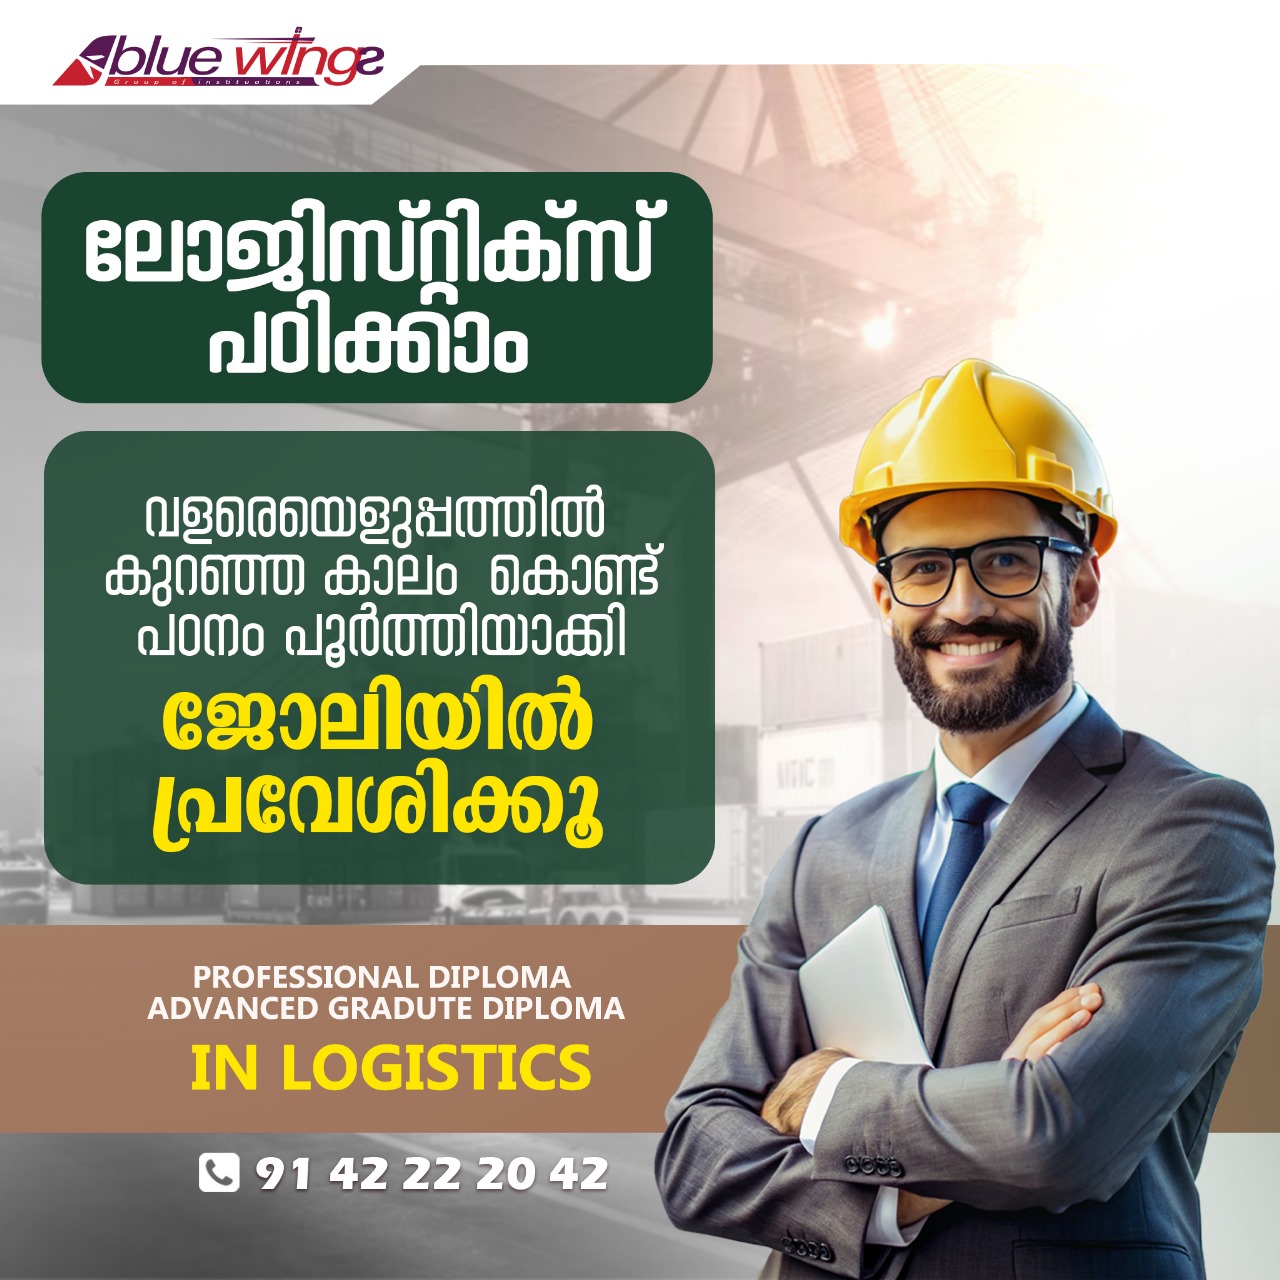 blue wings
Group of instituations
ലോജിസ്റ്റിക്സ്
പഠിക്കാം
വളരെയെളുപ്പത്തിൽ
കുറഞ്ഞ കാലം കൊണ്ട്
പഠനം പൂർത്തിയാക്കി
ജോലിയിൽ
പ്രവേശിക്കൂ
PROFESSIONAL DIPLOMA
ADVANCED GRADUTE DIPLOMA
IN LOGISTICS
91 42 22 20 42